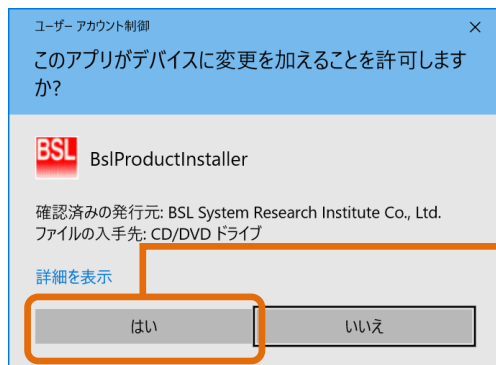 ユーザー アカウント制御
このアプリがデバイスに変更を加えることを許可します
か?
BSL
BslProductInstaller
確認済みの発行元: BSL System Research Institute Co., Ltd.
ファイルの入手先: CD/DVD ドライブ
詳細を表示
はい
いいえ